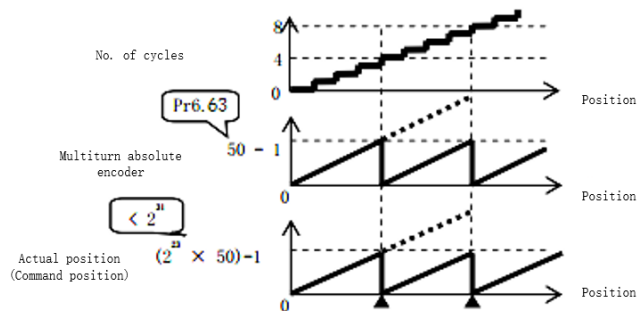 8
No. of cycles
4
0
Position
Pr6.63
50 - 1
Multiturn absolute
encoder
0
Position
< 2^31
(2^23 × 50)-1
Actual position
(Command position)
0
Position